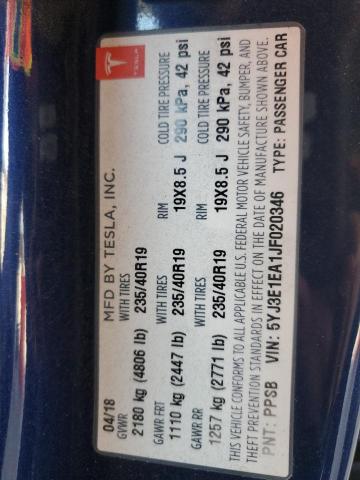 04/18 MFD BY TESLA, INC. TESLA
GVWR WITH TIRES RIM COLD TIRE PRESSURE
2180 kg (4806 lb) 235/40R19 19X8.5 J 290 kPa, 42 psi
GAWR FRT WITH TIRES RIM COLD TIRE PRESSURE
1110 kg (2447 lb) 235/40R19
GAWR RR
1257 kg (2771 lb) 235/40R19 19X8.5 J 290 kPa, 42 psi
THIS VEHICLE CONFORMS TO ALL APPLICABLE U.S. FEDERAL MOTOR VEHICLE SAFETY, BUMPER, AND
THEFT PREVENTION STANDARDS IN EFFECT ON THE DATE OF MANUFACTURE SHOWN ABOVE.
PNT: PPSB VIN: 5YJ3E1EA1JF020346 TYPE: PASSENGER CAR